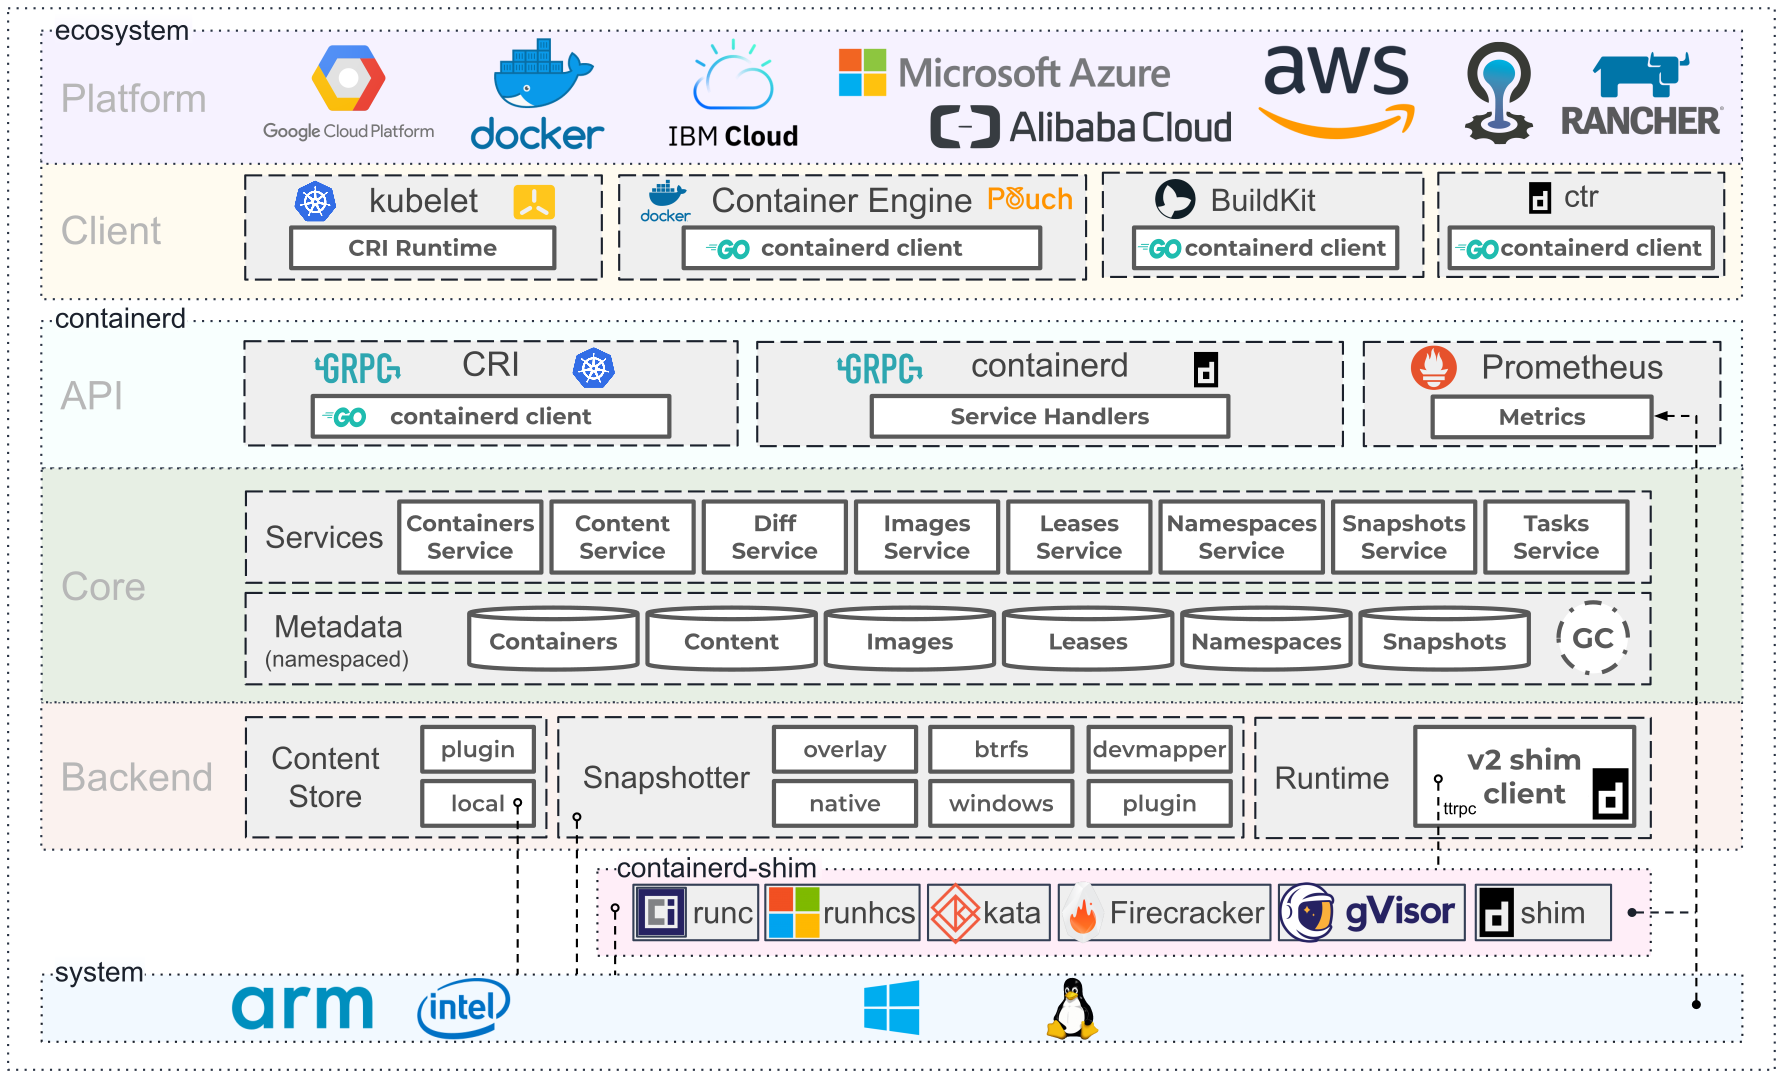 ecosystem
Platform
Google Cloud Platform
docker
IBM Cloud
Microsoft Azure
Alibaba Cloud
aws
RANCHER
Client
kubelet
CRI Runtime
docker
Container Engine
Pouch
GO containerd client
BuildKit
GO containerd client
ctr
GO containerd client
containerd
API
GRPC
CRI
GO containerd client
GRPC
containerd
d
Service Handlers
Prometheus
Metrics
Core
Services
Containers
Service
Content
Service
Diff
Service
Images
Service
Leases
Service
Namespaces
Service
Snapshots
Service
Tasks
Service
Metadata
(namespaced)
Containers
Content
Images
Leases
Namespaces
Snapshots
GC
Backend
Content
Store
plugin
local
Snapshotter
overlay
btrfs
devmapper
native
windows
plugin
Runtime
v2 shim
client
ttrpc
d
containerd-shim
runc
runhcs
kata
Firecracker
gVisor
d
shim
system
arm
intel